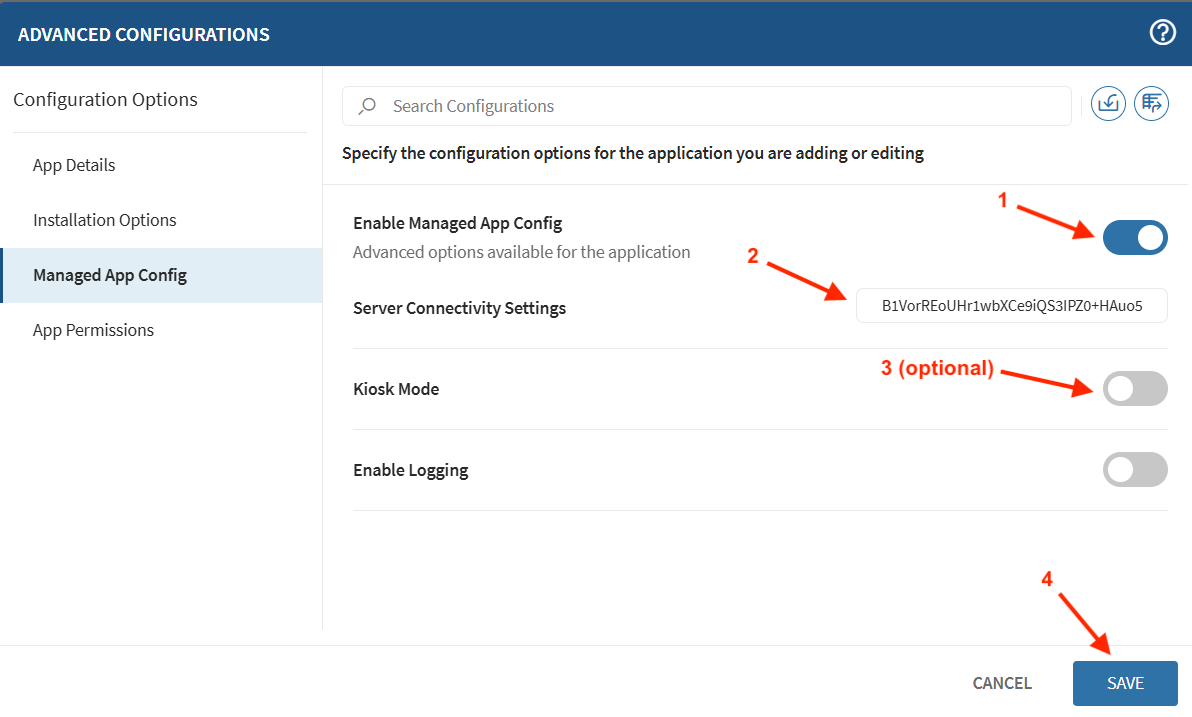 ADVANCED CONFIGURATIONS
Configuration Options
App Details
Installation Options
Managed App Config
App Permissions
Search Configurations
Specify the configuration options for the application you are adding or editing
1
Enable Managed App Config
Advanced options available for the application
2
Server Connectivity Settings
B1VorREoUHr1wbXCe9iQS3IPZ0+HAuo5
3 (optional)
Kiosk Mode
Enable Logging
4
CANCEL
SAVE